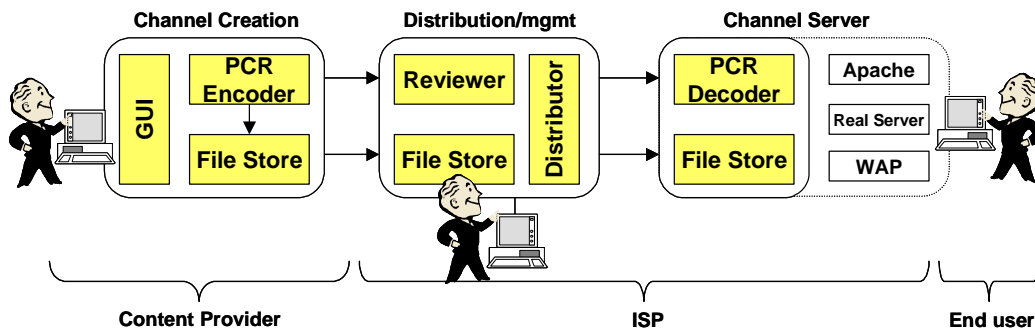 Channel Creation
Distribution/mgmt
Channel Server
GUI
PCR
Encoder
File Store
Reviewer
File Store
Distributor
PCR
Decoder
File Store
Apache
Real Server
WAP
Content Provider
ISP
End user